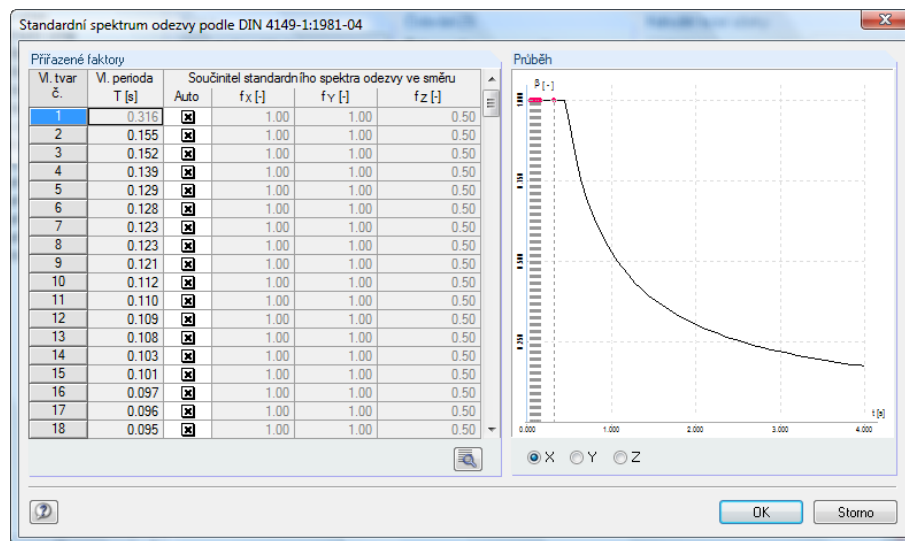 Standardní spektrum odezvy podle DIN 4149-1:1981-04
Přiřazené faktory
Vl. tvar Vl. perioda Součinitel standardního spektra odezvy ve směru
č. T [s] Auto fX [-] fY [-] fZ [-]
1 0.316 1.00 1.00 0.50
2 0.155 1.00 1.00 0.50
3 0.152 1.00 1.00 0.50
4 0.139 1.00 1.00 0.50
5 0.129 1.00 1.00 0.50
6 0.128 1.00 1.00 0.50
7 0.123 1.00 1.00 0.50
8 0.123 1.00 1.00 0.50
9 0.121 1.00 1.00 0.50
10 0.112 1.00 1.00 0.50
11 0.110 1.00 1.00 0.50
12 0.109 1.00 1.00 0.50
13 0.108 1.00 1.00 0.50
14 0.103 1.00 1.00 0.50
15 0.101 1.00 1.00 0.50
16 0.097 1.00 1.00 0.50
17 0.096 1.00 1.00 0.50
18 0.095 1.00 1.00 0.50
Průběh
β [-]
1.000
0.750
0.500
0.250
t [s]
0.000 1.000 2.000 3.000 4.000
X Y Z
OK Storno